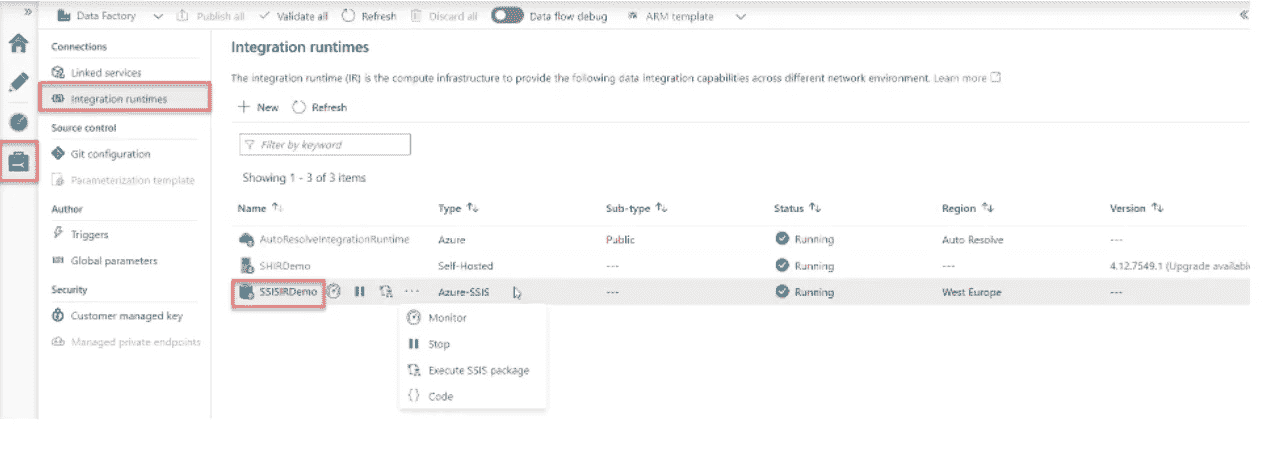 Data Factory Publish all Validate all Refresh Discard all Data flow debug ARM template
Connections
Linked services
Integration runtimes
Source control
Git configuration
Parameterization template
Author
Triggers
Global parameters
Security
Customer managed key
Managed private endpoints
Integration runtimes
The integration runtime (IR) is the compute infrastructure to provide the following data integration capabilities across different network environment. Learn more
New Refresh
Filter by keyword
Showing 1 - 3 of 3 items
Name Type Sub-type Status Region Version
AutoResolveIntegrationRuntime Azure Public Running Auto Resolve ---
SHIRDemo Self-Hosted --- Running --- 4.12.7549.1 (Upgrade availabl
SSISIRDemo ··· Azure-SSIS --- Running West Europe ---
Monitor
Stop
Execute SSIS package
{} Code